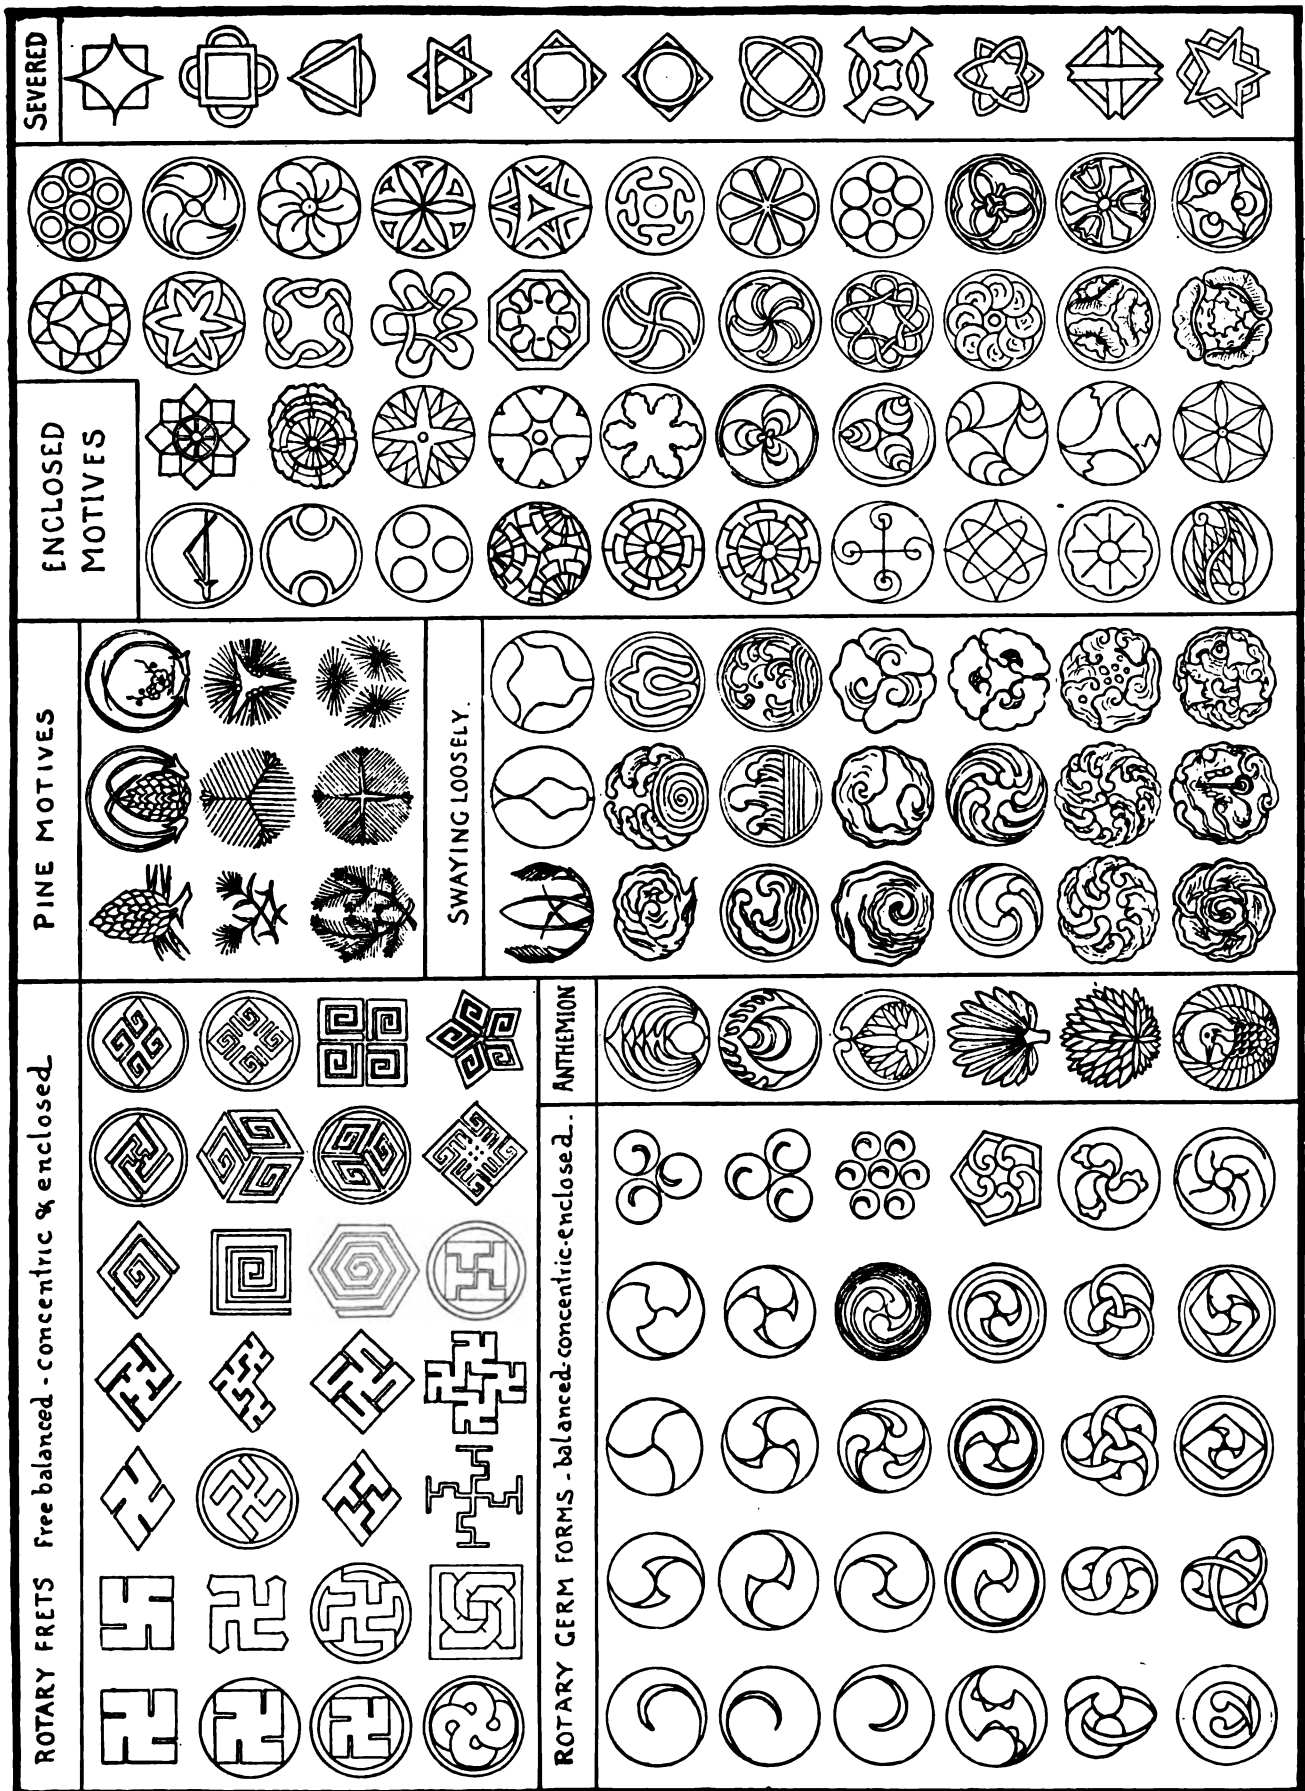 ROTARY FRETS Free balanced - concentric & enclosed
PINE MOTIVES
ENCLOSED
MOTIVES
SEVERED
SWAYING LOOSELY.
ROTARY GERM FORMS - balanced-concentric-enclosed.
ANTHEMION